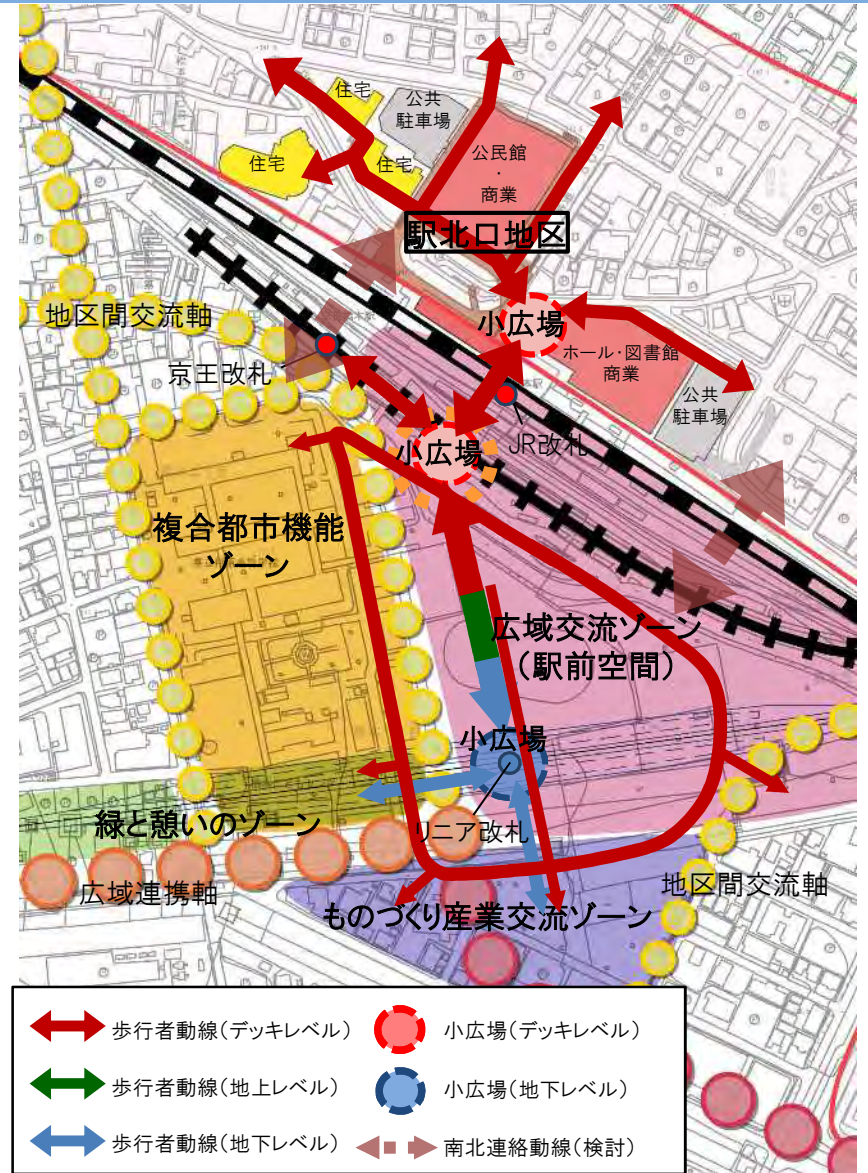 住宅
公共
駐車場
住宅
住宅
公民館
・
商業
駅北口地区
地区間交流軸
小広場
京王改札
ホール・図書館
商業
公共
駐車場
小広場
JR改札
複合都市機能
ゾーン
広域交流ゾーン
（駅前空間）
小広場
緑と憩いのゾーン
リニア改札
広域連携軸
地区間交流軸
ものづくり産業交流ゾーン
歩行者動線（デッキレベル）
小広場（デッキレベル）
歩行者動線（地上レベル）
小広場（地下レベル）
歩行者動線（地下レベル）
南北連絡動線（検討）